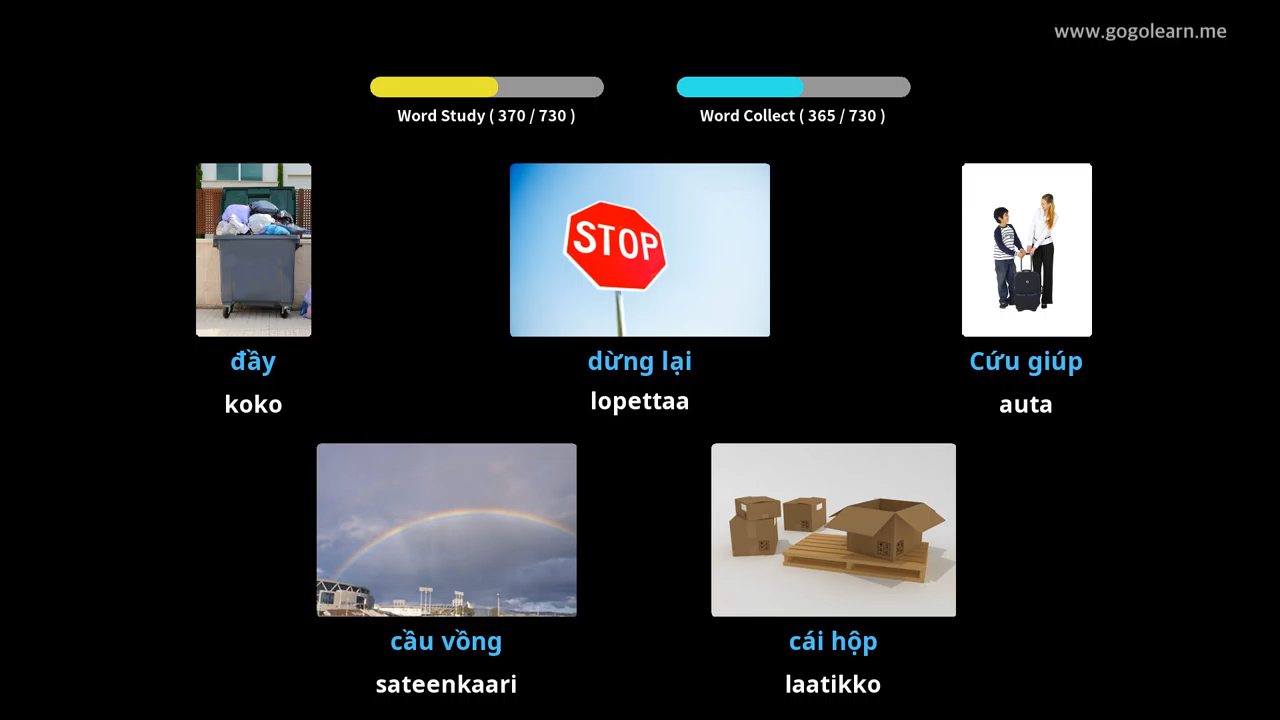 www.gogolearn.me
Word Study ( 370 / 730 )
Word Collect ( 365 / 730 )
STOP
đầy
dừng lại
Cứu giúp
koko
lopettaa
auta
cầu vồng
cái hộp
sateenkaari
laatikko